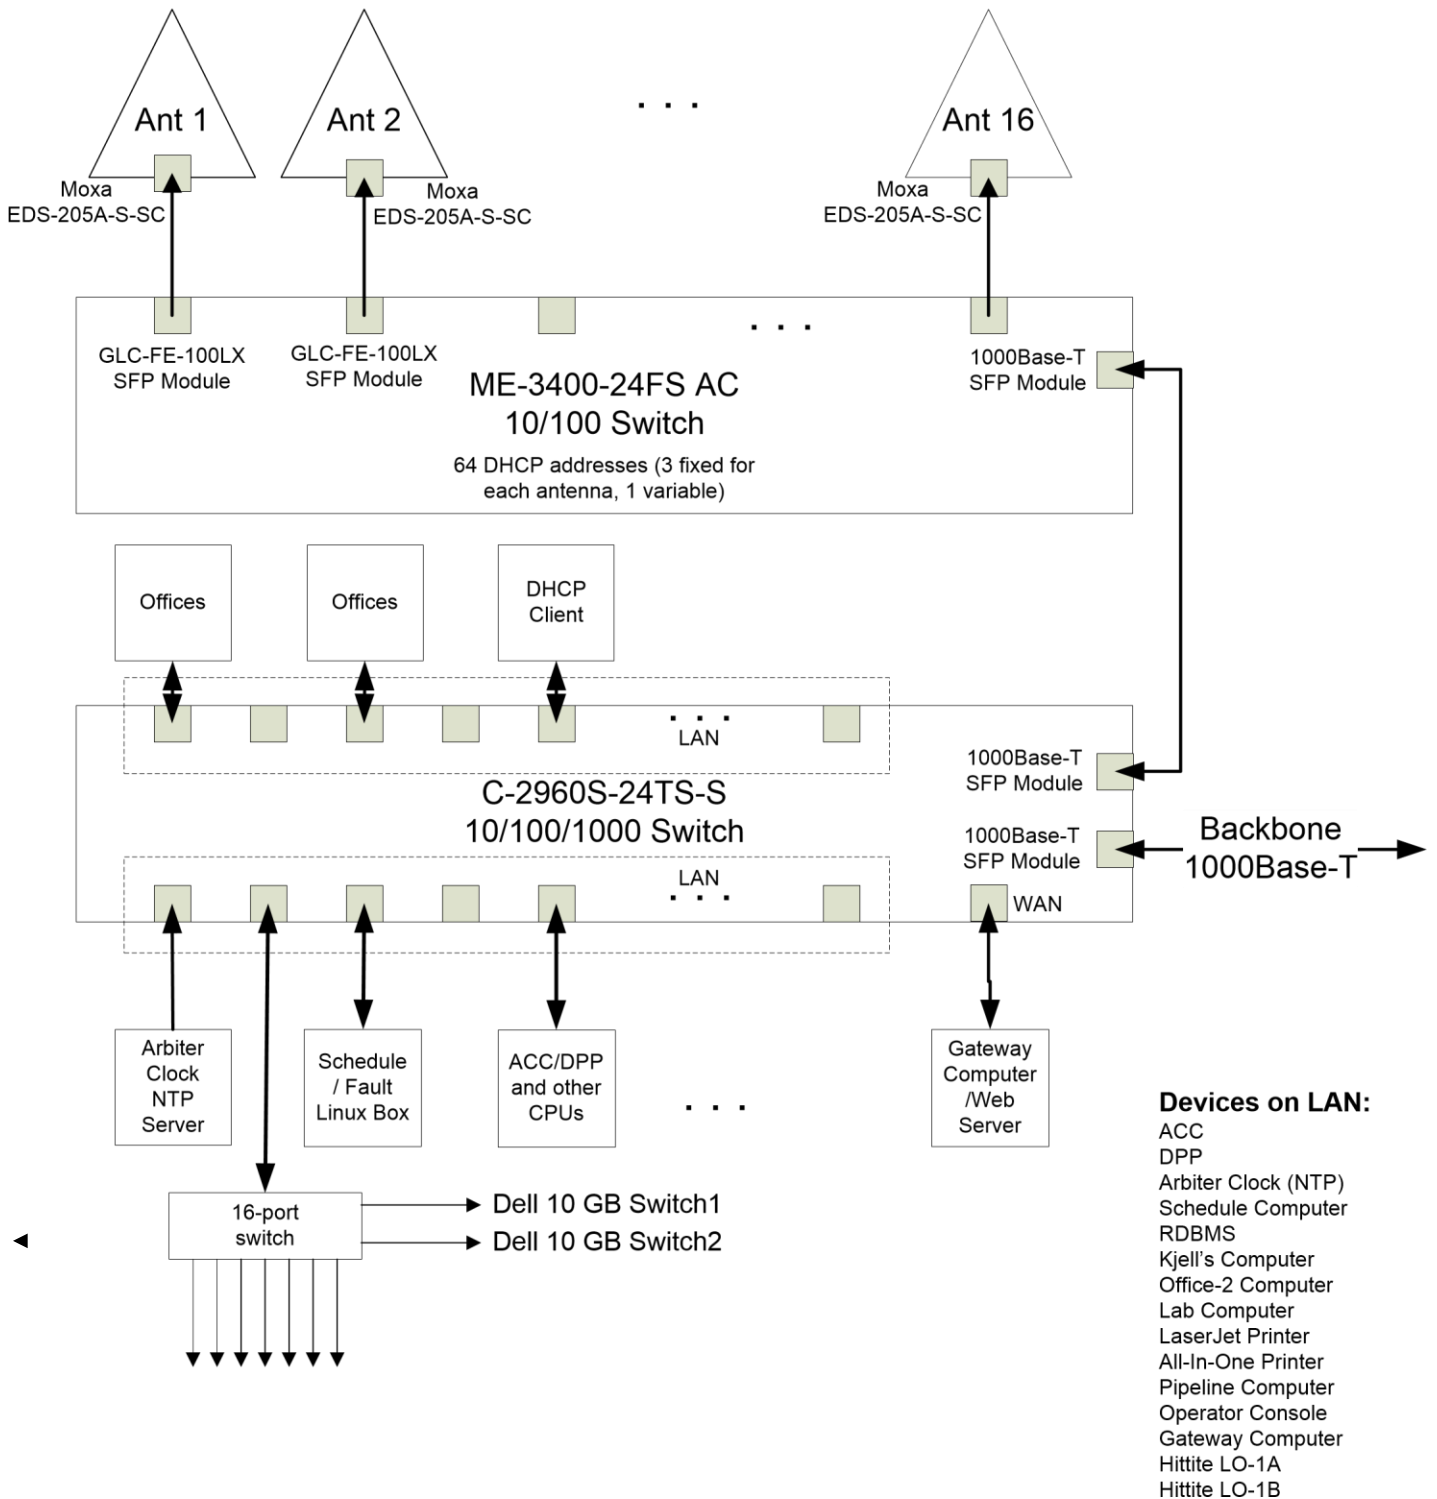 Ant 1
Ant 2
. . .
Ant 16
Moxa
EDS-205A-S-SC
Moxa
EDS-205A-S-SC
Moxa
EDS-205A-S-SC
GLC-FE-100LX
SFP Module
GLC-FE-100LX
SFP Module
. . .
1000Base-T
SFP Module
ME-3400-24FS AC
10/100 Switch
64 DHCP addresses (3 fixed for
each antenna, 1 variable)
Offices
Offices
DHCP
Client
. . .
LAN
1000Base-T
SFP Module
C-2960S-24TS-S
10/100/1000 Switch
1000Base-T
SFP Module
Backbone
1000Base-T
LAN
. . .
WAN
Arbiter
Clock
NTP
Server
Schedule
/ Fault
Linux Box
ACC/DPP
and other
CPUs
. . .
Gateway
Computer
/Web
Server
16-port
switch
Dell 10 GB Switch1
Dell 10 GB Switch2
Devices on LAN:
ACC
DPP
Arbiter Clock (NTP)
Schedule Computer
RDBMS
Kjell's Computer
Office-2 Computer
Lab Computer
LaserJet Printer
All-In-One Printer
Pipeline Computer
Operator Console
Gateway Computer
Hittite LO-1A
Hittite LO-1B